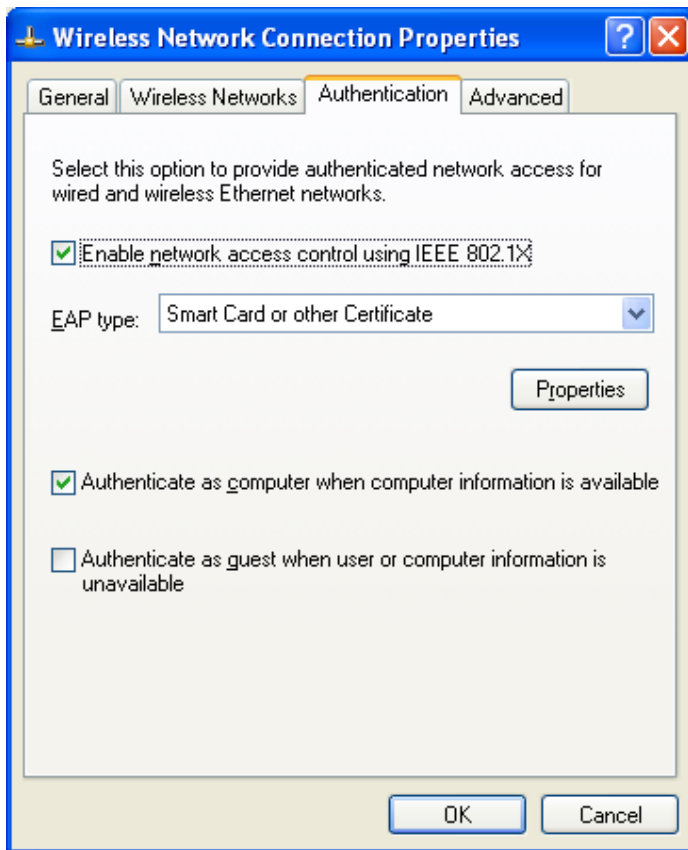 Wireless Network Connection Properties
General Wireless Networks Authentication Advanced
Select this option to provide authenticated network access for
wired and wireless Ethernet networks.
Enable network access control using IEEE 802.1X
EAP type: Smart Card or other Certificate
Properties
Authenticate as computer when computer information is available
Authenticate as guest when user or computer information is
unavailable
OK Cancel